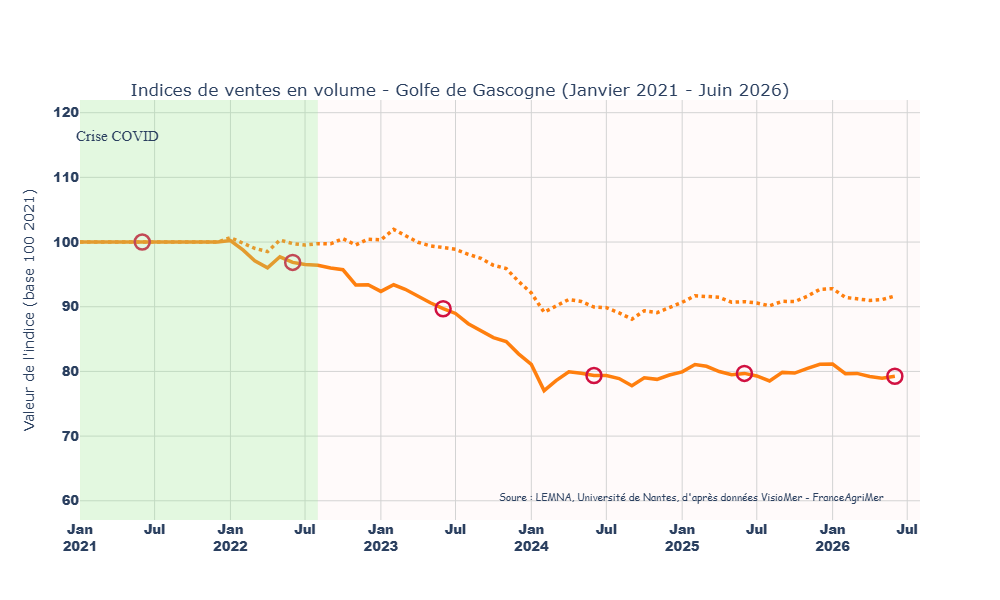 Indices de ventes en volume - Golfe de Gascogne (Janvier 2021 - Juin 2026)
120
Crise COVID
110
100
90
80
70
60
Valeur de l'indice (base 100 2021)
Soure : LEMNA, Université de Nantes, d'après données VisioMer - FranceAgriMer
Jan Jul Jan Jul Jan Jul Jan Jul Jan Jul Jan Jul
2021 2022 2023 2024 2025 2026